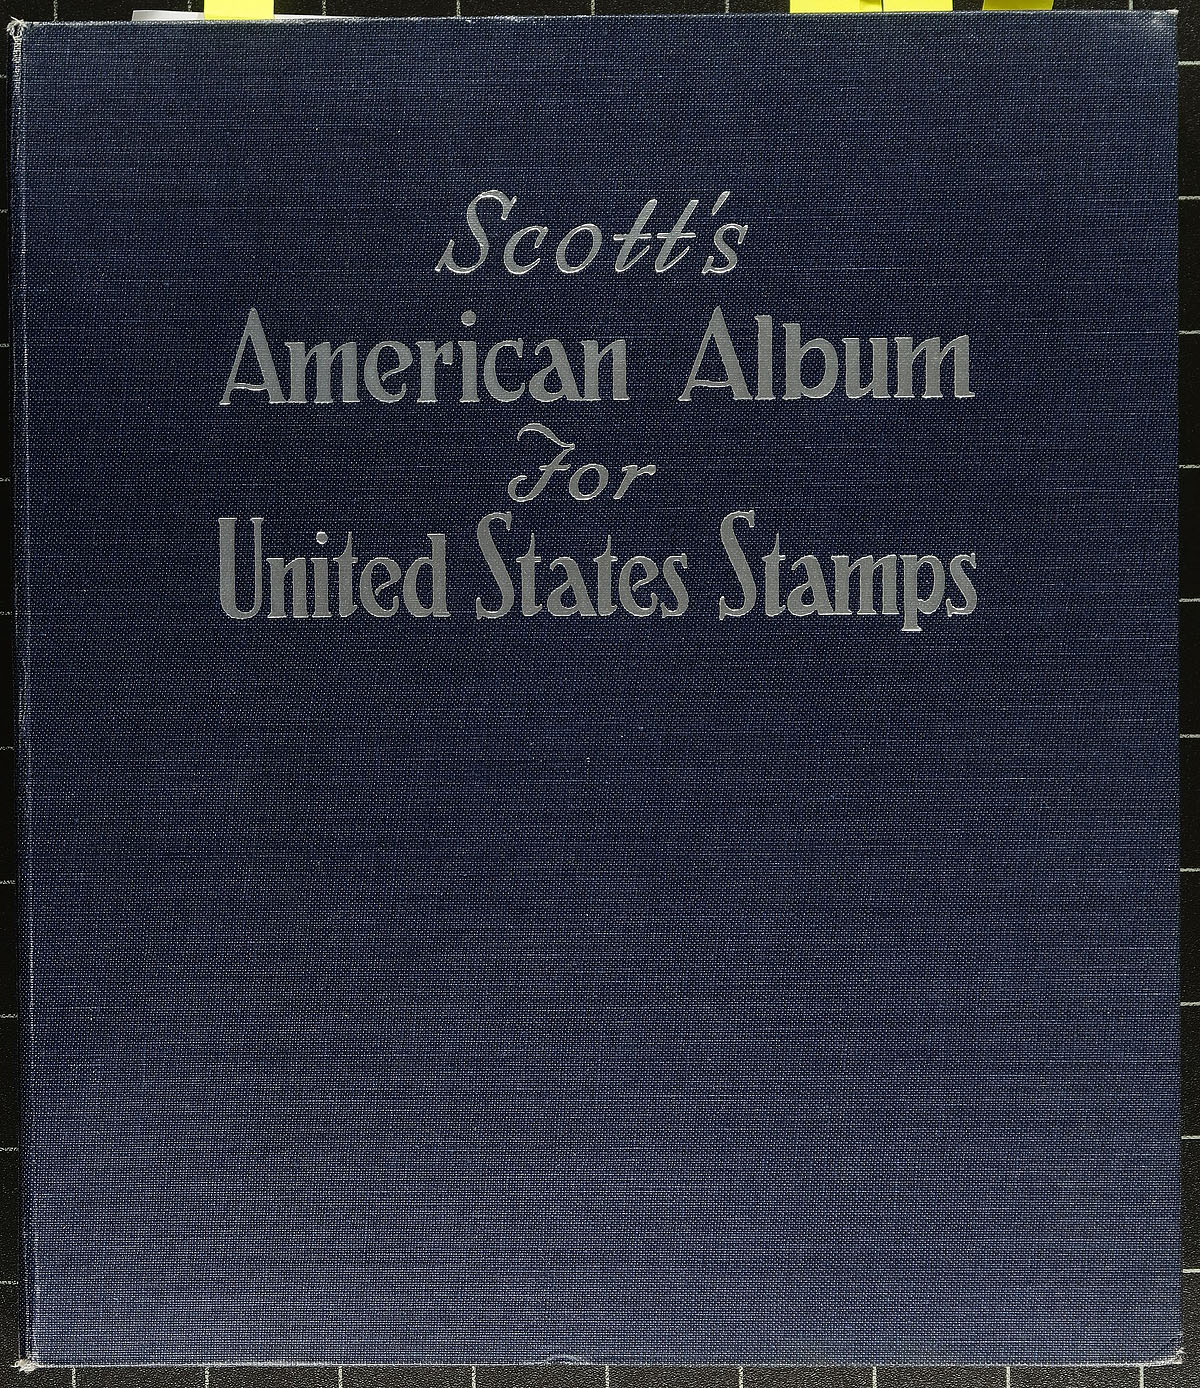 Scott's
American Album
For
United States Stamps